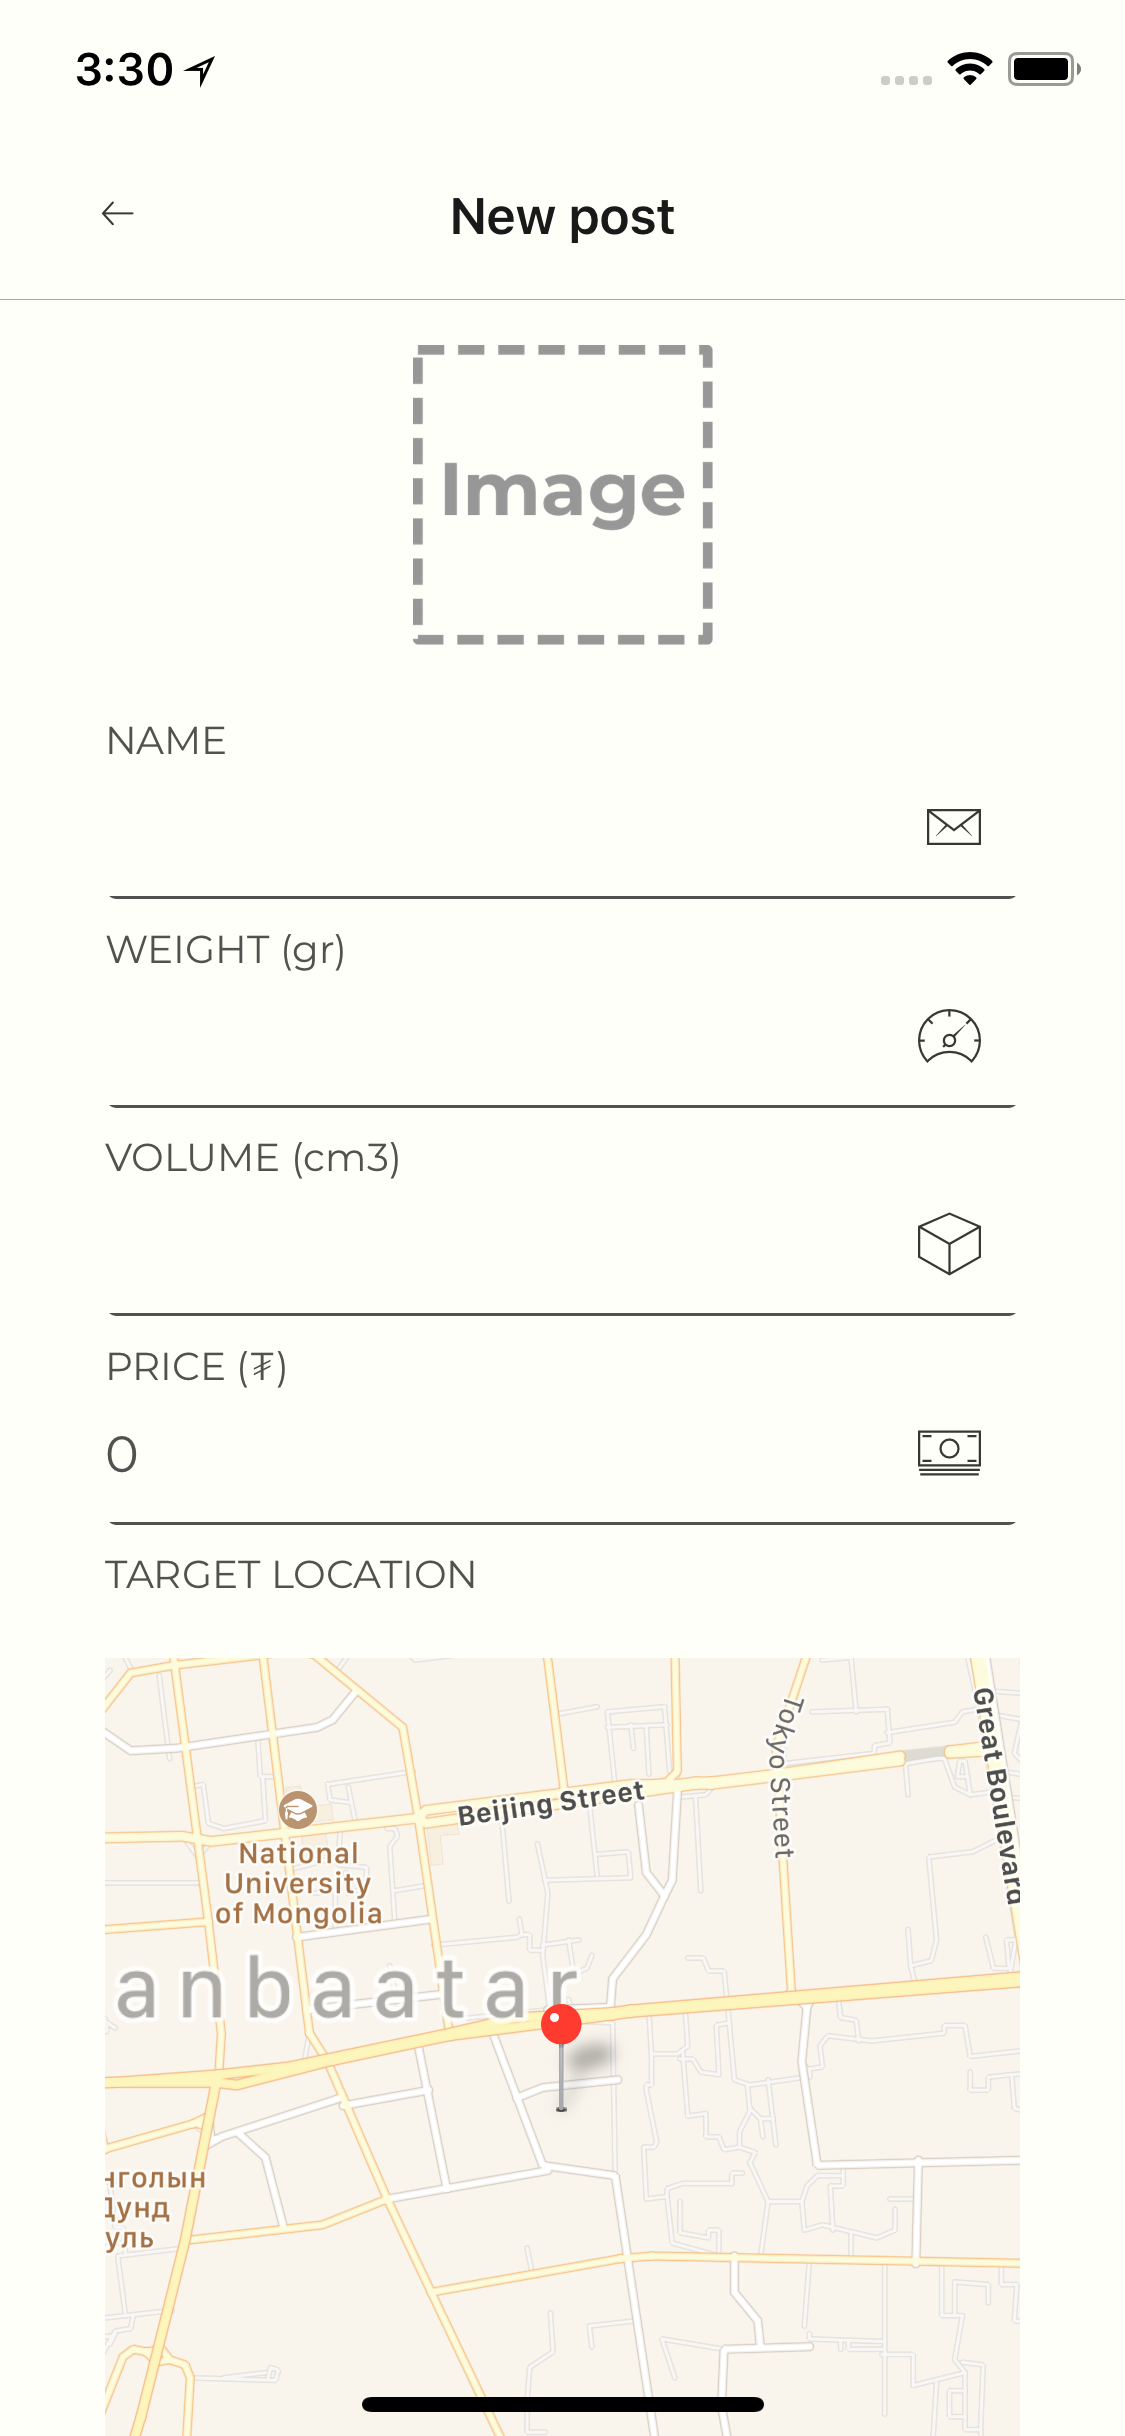 3:30
New post
Image
NAME
WEIGHT (gr)
VOLUME (cm3)
PRICE (₮)
0
TARGET LOCATION
Tokyo Street
Great Boulevard
Beijing Street
National
University
of Mongolia
anbaatar
нголын
Дунд
уль